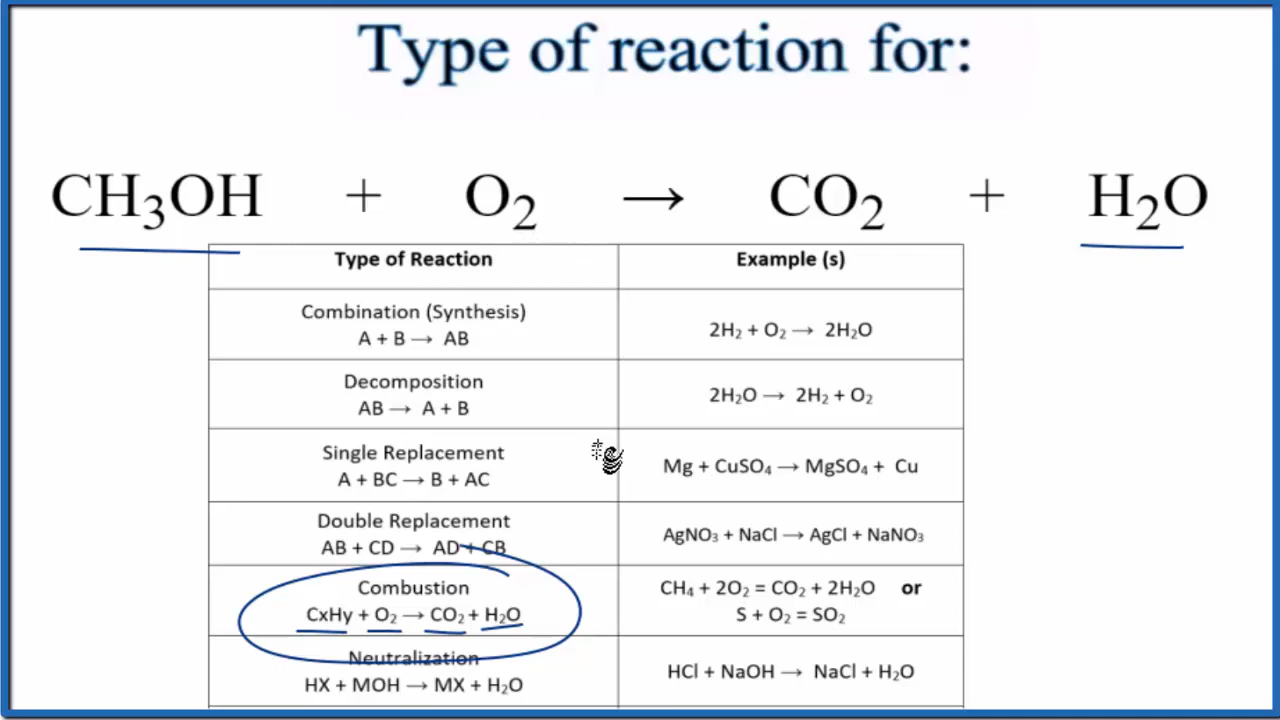 Type of reaction for:
CH₃OH + O₂ → CO₂ + H₂O
Type of Reaction Example (s)
Combination (Synthesis)
A + B → AB
2H₂ + O₂ → 2H₂O
Decomposition
AB → A + B
2H₂O → 2H₂ + O₂
Single Replacement
A + BC → B + AC
Mg + CuSO₄ → MgSO₄ + Cu
Double Replacement
AB + CD → AD + CB
AgNO₃ + NaCl → AgCl + NaNO₃
Combustion
CxHy + O₂ → CO₂ + H₂O
CH₄ + 2O₂ = CO₂ + 2H₂O or
S + O₂ = SO₂
Neutralization
HX + MOH → MX + H₂O
HCl + NaOH → NaCl + H₂O